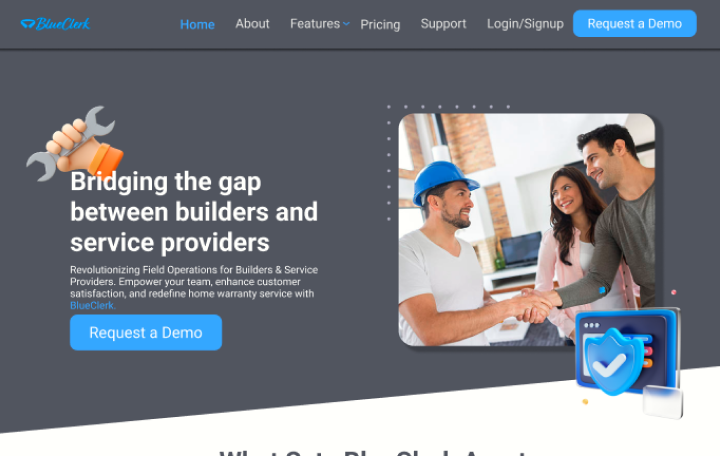 BlueClerk
Home About Features Pricing Support Login/Signup Request a Demo
Bridging the gap
between builders and
service providers
Revolutionizing Field Operations for Builders & Service
Providers. Empower your team, enhance customer
satisfaction, and redefine home warranty service with
BlueClerk.
Request a Demo